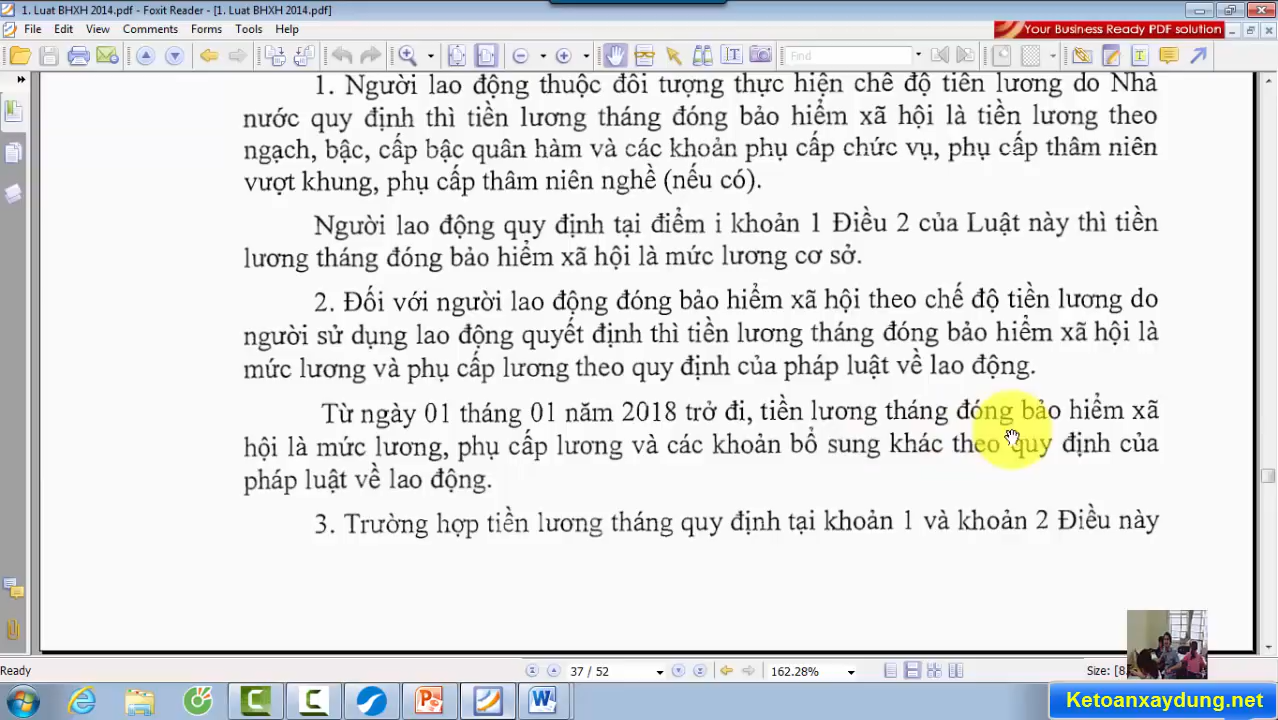 1. Luat BHXH 2014.pdf - Foxit Reader - [1. Luat BHXH 2014.pdf]
File Edit View Comments Forms Tools Help
Your Business Ready PDF solution
Find
1. Người lao động thuộc đối tượng thực hiện chế độ tiền lương do Nhà
nước quy định thì tiền lương tháng đóng bảo hiểm xã hội là tiền lương theo
ngạch, bậc, cấp bậc quân hàm và các khoản phụ cấp chức vụ, phụ cấp thâm niên
vượt khung, phụ cấp thâm niên nghề (nếu có).
Người lao động quy định tại điểm i khoản 1 Điều 2 của Luật này thì tiền
lương tháng đóng bảo hiểm xã hội là mức lương cơ sở.
2. Đối với người lao động đóng bảo hiểm xã hội theo chế độ tiền lương do
người sử dụng lao động quyết định thì tiền lương tháng đóng bảo hiểm xã hội là
mức lương và phụ cấp lương theo quy định của pháp luật về lao động.
Từ ngày 01 tháng 01 năm 2018 trở đi, tiền lương tháng đóng bảo hiểm xã
hội là mức lương, phụ cấp lương và các khoản bổ sung khác theo quy định của
pháp luật về lao động.
3. Trường hợp tiền lương tháng quy định tại khoản 1 và khoản 2 Điều này
Ready 37 / 52 162.28% Size: [8.
Ketoanxaydung.net